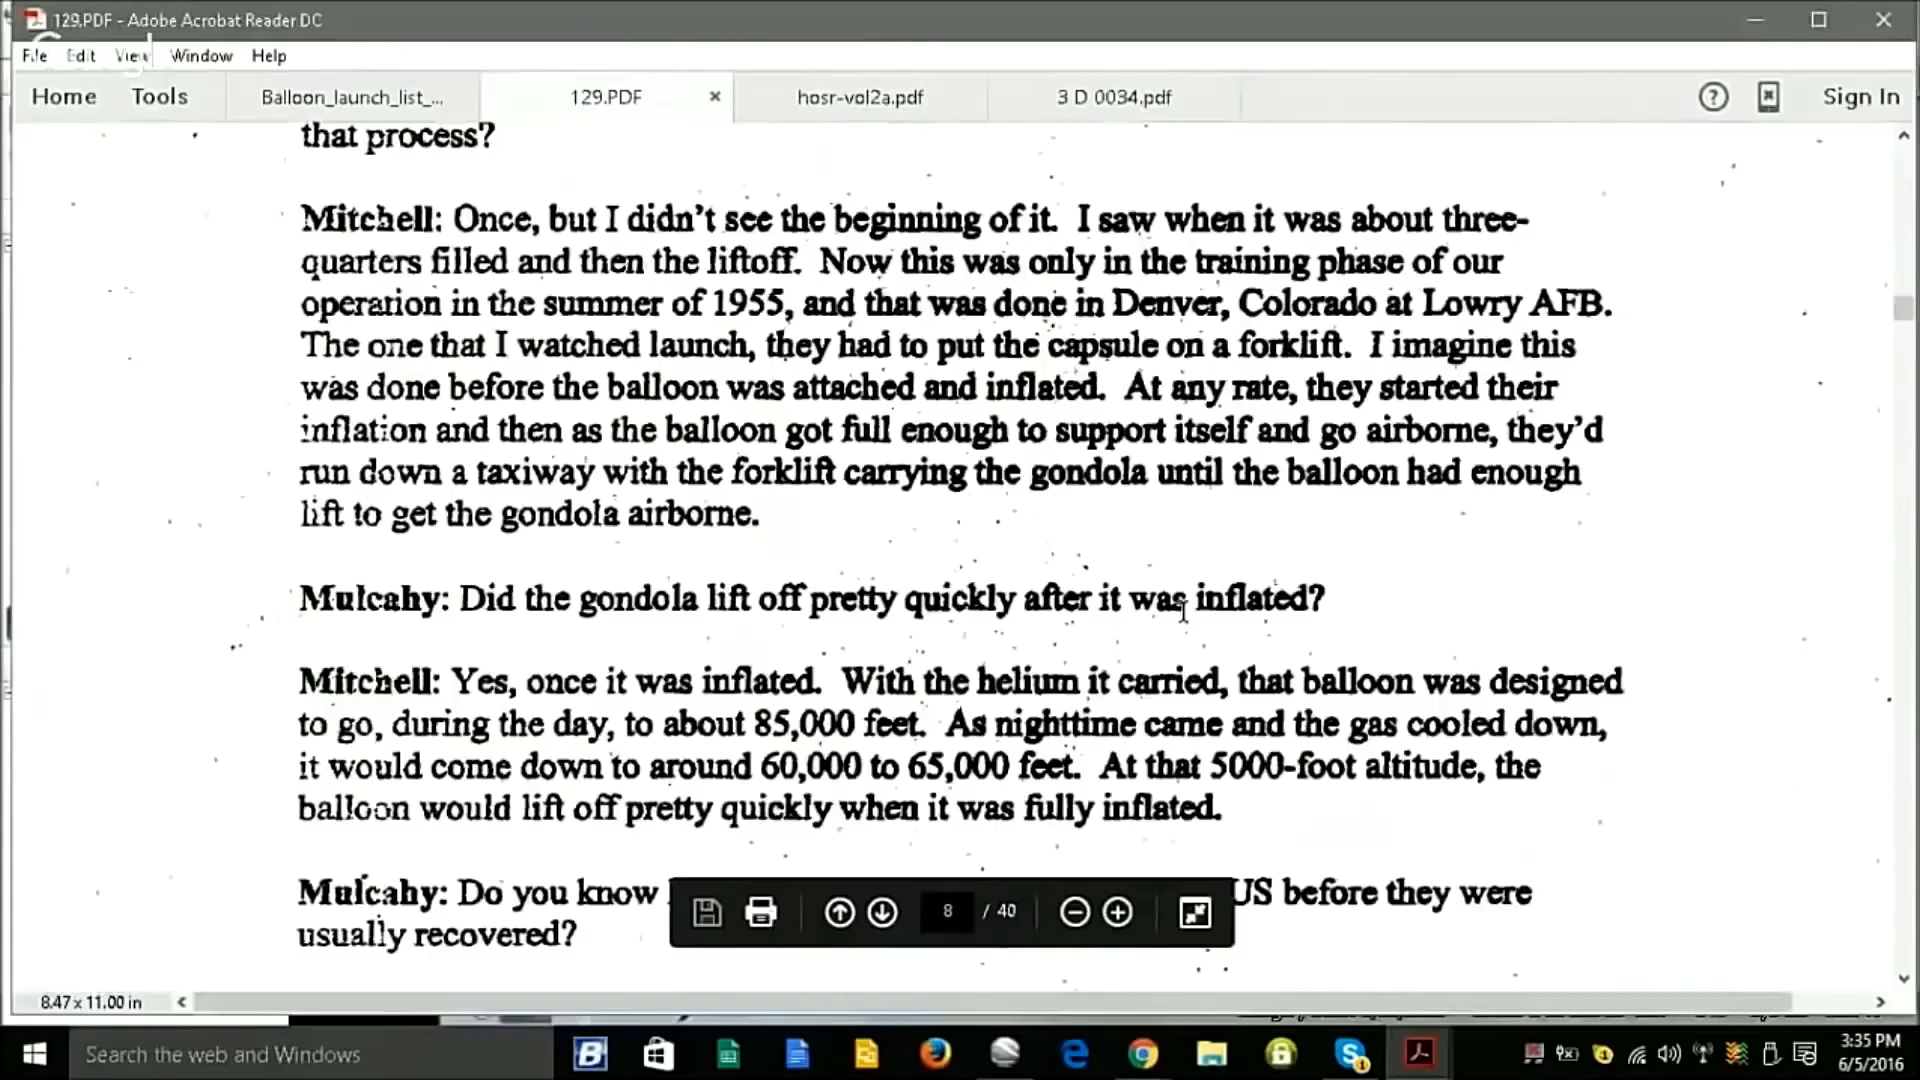 129.PDF - Adobe Acrobat Reader DC
File Edit View Window Help
Home Tools Balloon_launch_list_... 129.PDF × hosr-vol2a.pdf 3 D 0034.pdf Sign In
that process?
Mitchell: Once, but I didn't see the beginning of it. I saw when it was about three-
quarters filled and then the liftoff. Now this was only in the training phase of our
operation in the summer of 1955, and that was done in Denver, Colorado at Lowry AFB.
The one that I watched launch, they had to put the capsule on a forklift. I imagine this
was done before the balloon was attached and inflated. At any rate, they started their
inflation and then as the balloon got full enough to support itself and go airborne, they'd
run down a taxiway with the forklift carrying the gondola until the balloon had enough
lift to get the gondola airborne.
Mulcahy: Did the gondola lift off pretty quickly after it was inflated?
Mitchell: Yes, once it was inflated. With the helium it carried, that balloon was designed
to go, during the day, to about 85,000 feet. As nighttime came and the gas cooled down,
it would come down to around 60,000 to 65,000 feet. At that 5000-foot altitude, the
balloon would lift off pretty quickly when it was fully inflated.
Mulcahy: Do you know US before they were
usually recovered?
8 / 40
8.47 x 11.00 in
Search the web and Windows
3:35 PM
6/5/2016